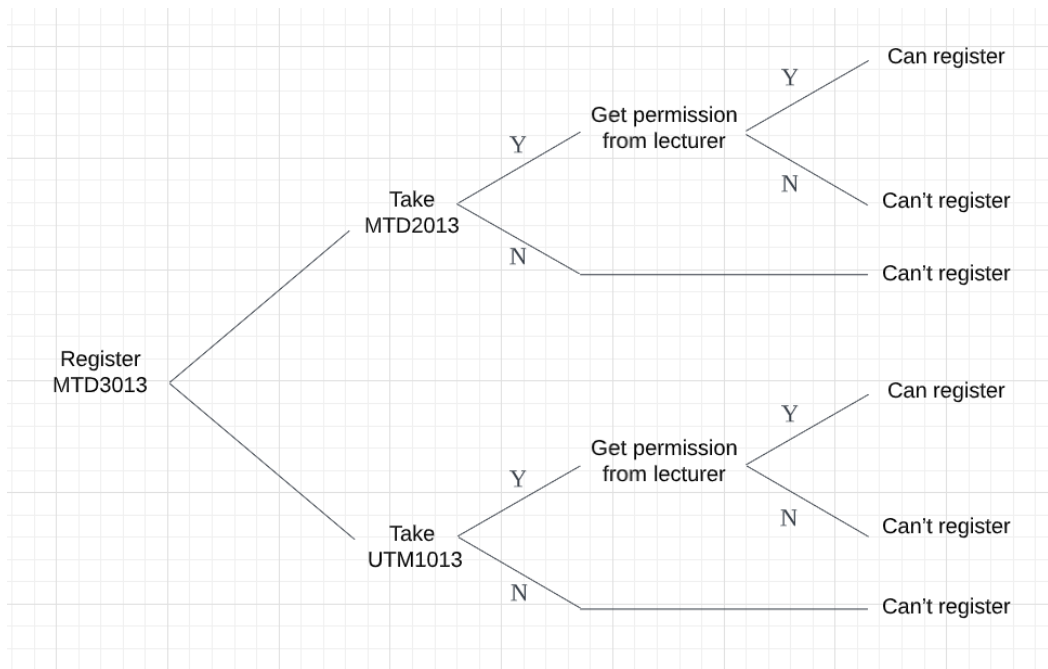 Can register
Y
Get permission
from lecturer
Y
N
Take
MTD2013
Can't register
N
Can't register
Register
MTD3013
Can register
Y
Get permission
from lecturer
Y
N
Take
UTM1013
Can't register
N
Can't register